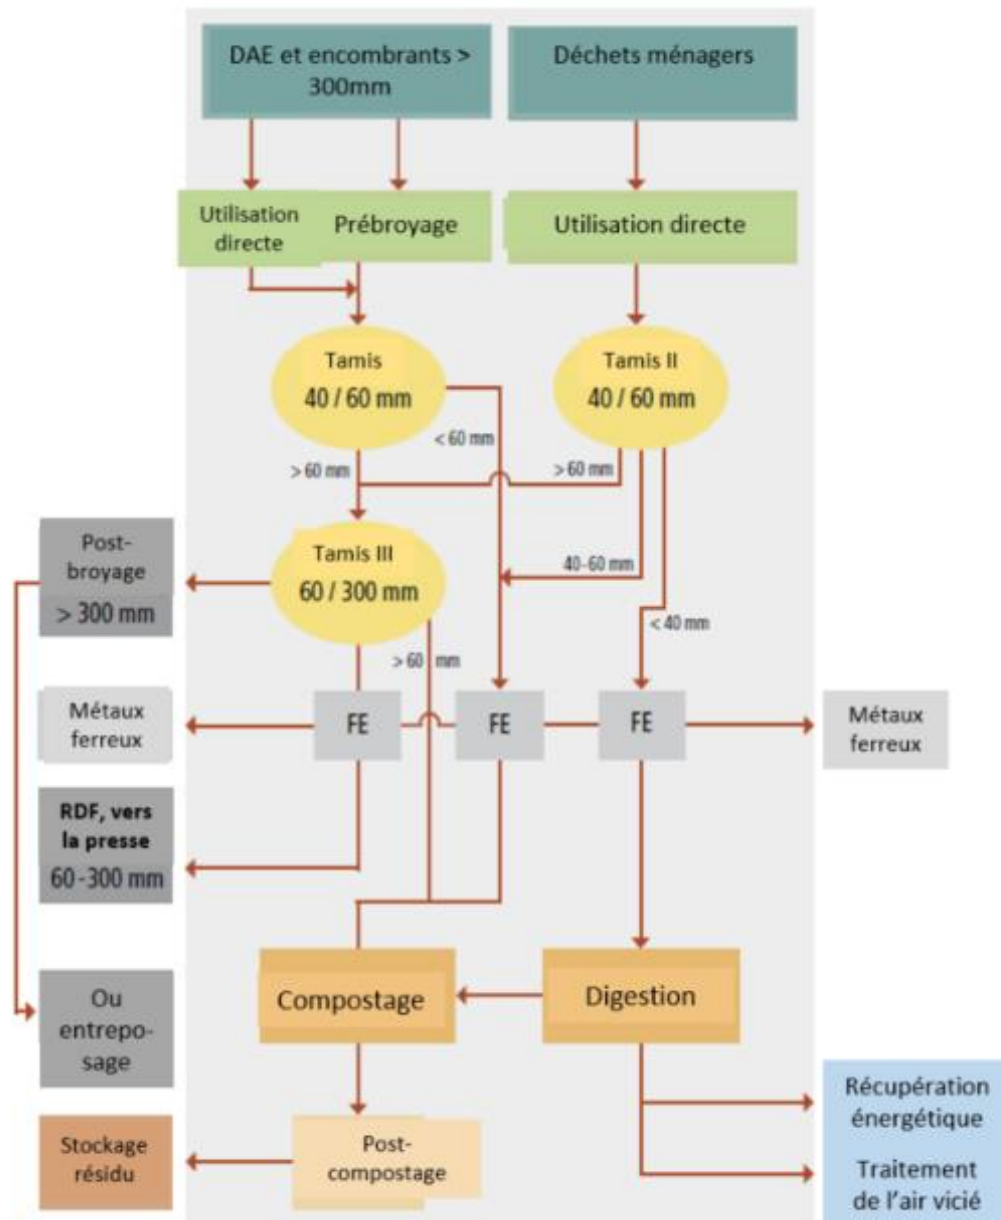 DAE et encombrants >
300mm
Déchets ménagers
Utilisation
directe
Prébroyage
Utilisation directe
Tamis
40 / 60 mm
Tamis II
40 / 60 mm
< 60 mm
> 60 mm
> 60 mm
Post-
broyage
> 300 mm
Tamis III
60 / 300 mm
40-60 mm
< 40 mm
> 60 mm
Métaux
ferreux
FE
FE
FE
Métaux
ferreux
RDF, vers
la presse
60-300 mm
Ou
entrepo-
sage
Compostage
Digestion
Récupération
énergétique
Stockage
résidu
Post-
compostage
Traitement
de l'air vicié